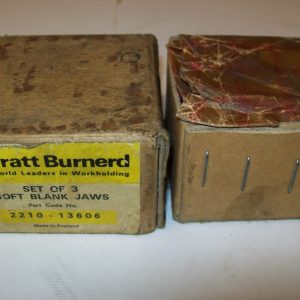 ratt Burnerd
orld Leaders in Workholding
SET OF 3
OFT BLANK JAWS
Part Code No.
2210-13606
Made in England